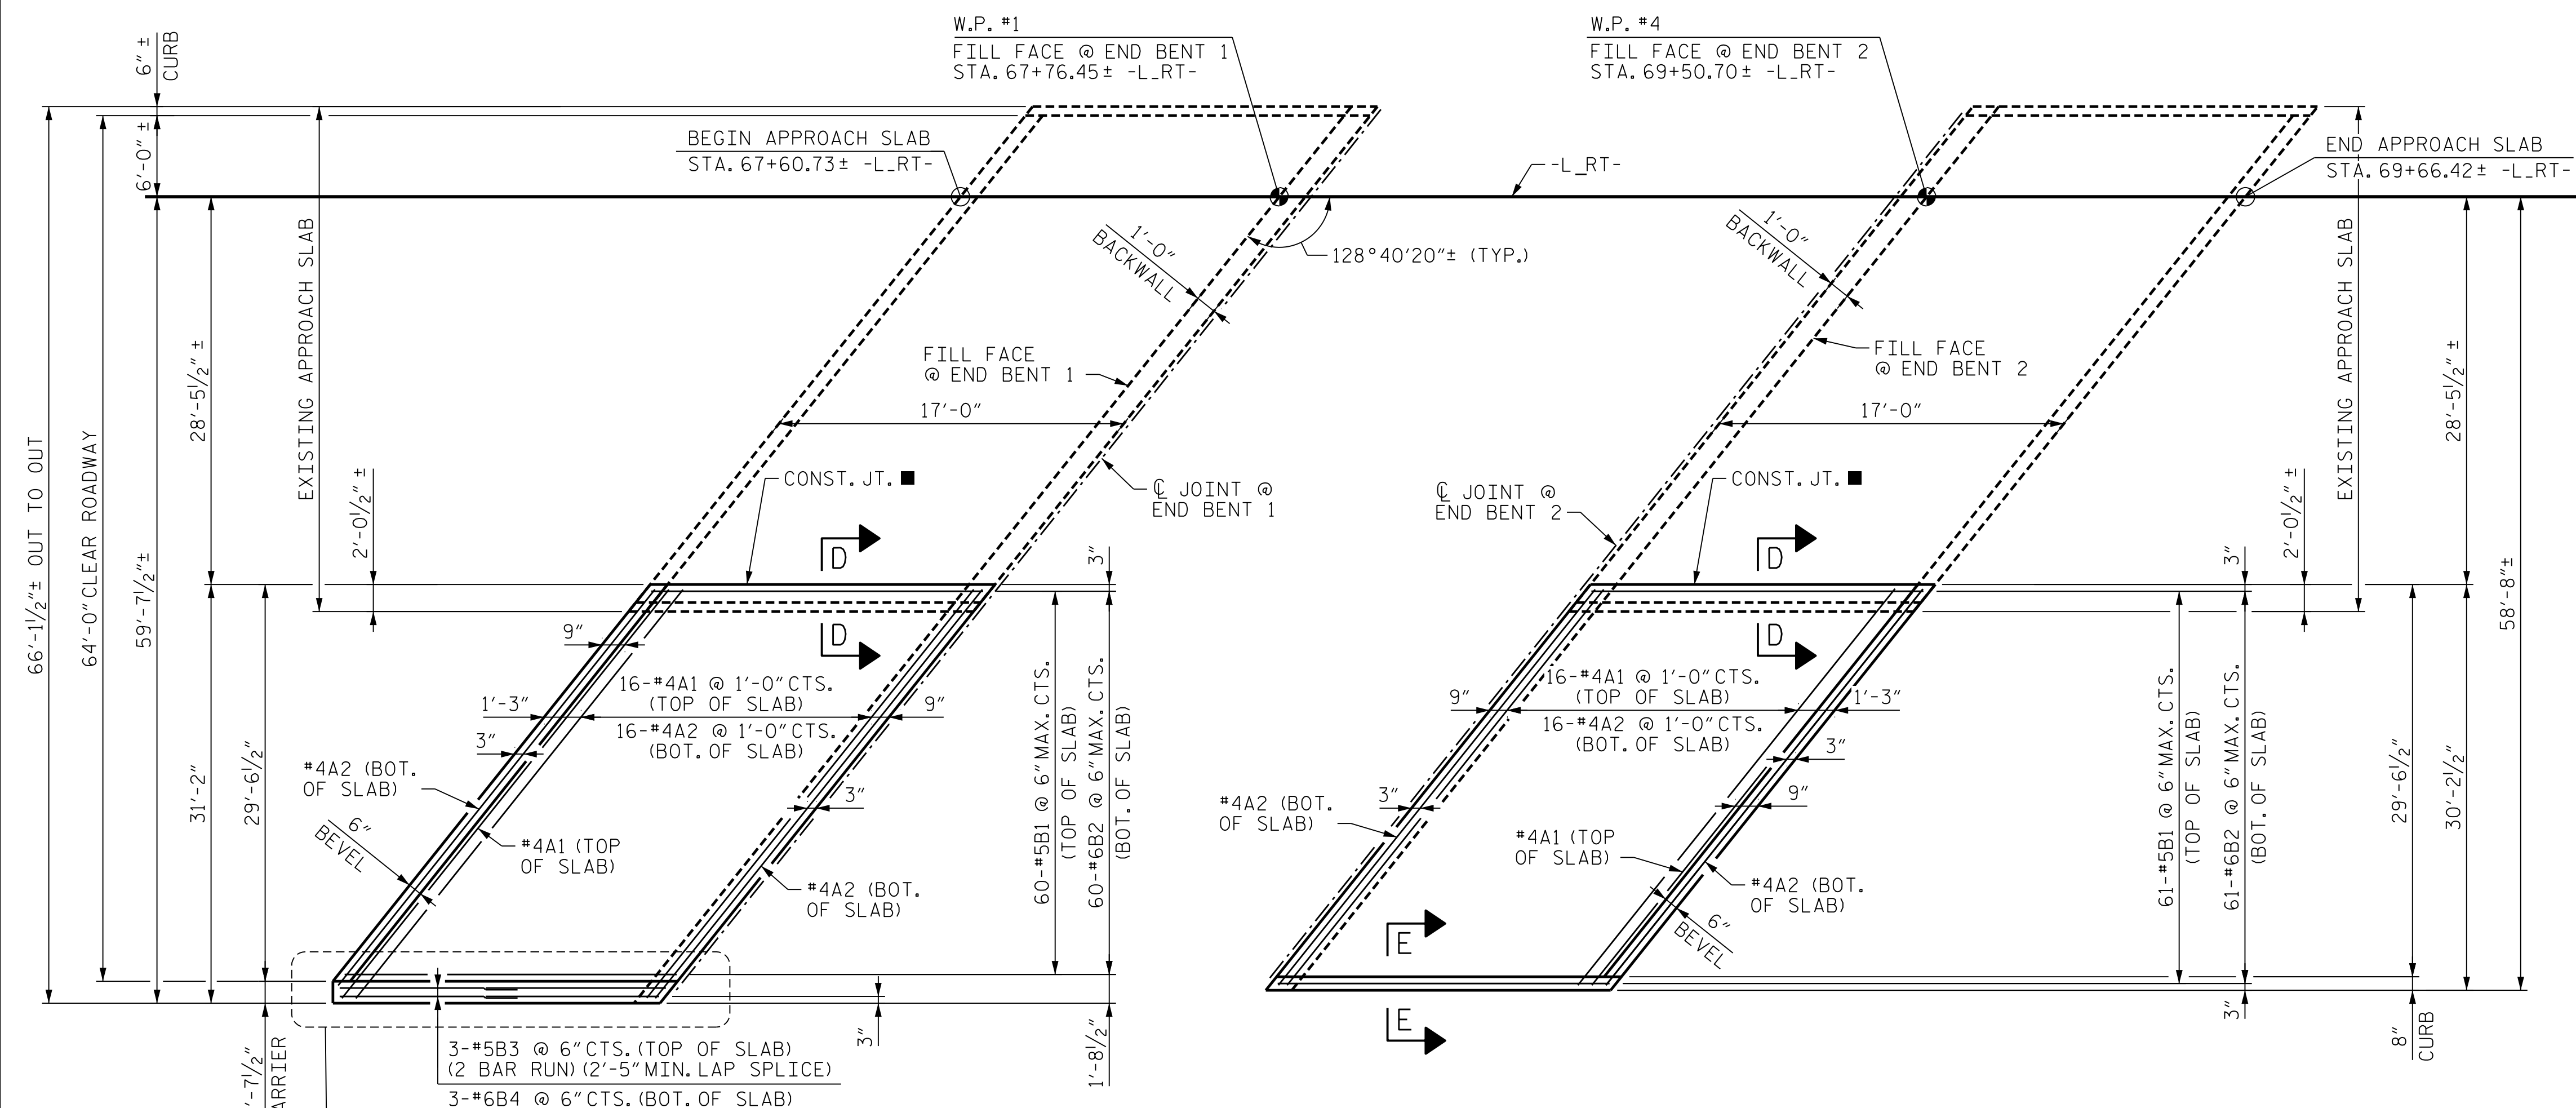 W.P. #1
FILL FACE @ END BENT 1
STA. 67+76.45± -L_RT-
W.P. #4
FILL FACE @ END BENT 2
STA. 69+50.70± -L_RT-
6"±
CURB
6'-0"±
BEGIN APPROACH SLAB
STA. 67+60.73± -L_RT-
-L_RT-
END APPROACH SLAB
STA. 69+66.42± -L_RT-
128°40'20"± (TYP.)
1'-0"
BACKWALL
1'-0"
BACKWALL
66'-1½"± OUT TO OUT
64'-0" CLEAR ROADWAY
59'-7½"±
28'-5½"±
EXISTING APPROACH SLAB
2'-0½"±
FILL FACE
@ END BENT 1
17'-0"
CONST. JT. ■
℄ JOINT @
END BENT 1
D
D
3"
FILL FACE
@ END BENT 2
17'-0"
CONST. JT. ■
℄ JOINT @
END BENT 2
D
D
EXISTING APPROACH SLAB
28'-5½"±
2'-0½"±
3"
58'-8"±
31'-2"
29'-6½"
9"
1'-3"
3"
16-#4A1 @ 1'-0" CTS.
(TOP OF SLAB)
16-#4A2 @ 1'-0" CTS.
(BOT. OF SLAB)
9"
3"
#4A2 (BOT.
OF SLAB)
6"
BEVEL
#4A1 (TOP
OF SLAB)
#4A2 (BOT.
OF SLAB)
60-#5B1 @ 6" MAX. CTS.
(TOP OF SLAB)
60-#6B2 @ 6" MAX. CTS.
(BOT. OF SLAB)
9"
16-#4A1 @ 1'-0" CTS.
(TOP OF SLAB)
16-#4A2 @ 1'-0" CTS.
(BOT. OF SLAB)
1'-3"
3"
9"
3"
#4A2 (BOT.
OF SLAB)
#4A1 (TOP
OF SLAB)
#4A2 (BOT.
OF SLAB)
6"
BEVEL
E
E
61-#5B1 @ 6" MAX. CTS.
(TOP OF SLAB)
61-#6B2 @ 6" MAX. CTS.
(BOT. OF SLAB)
29'-6½"
30'-2½"
3"
8"
CURB
'-7½"
ARRIER
3-#5B3 @ 6" CTS. (TOP OF SLAB)
(2 BAR RUN) (2'-5" MIN. LAP SPLICE)
3-#6B4 @ 6" CTS. (BOT. OF SLAB)
3"
1'-8½"